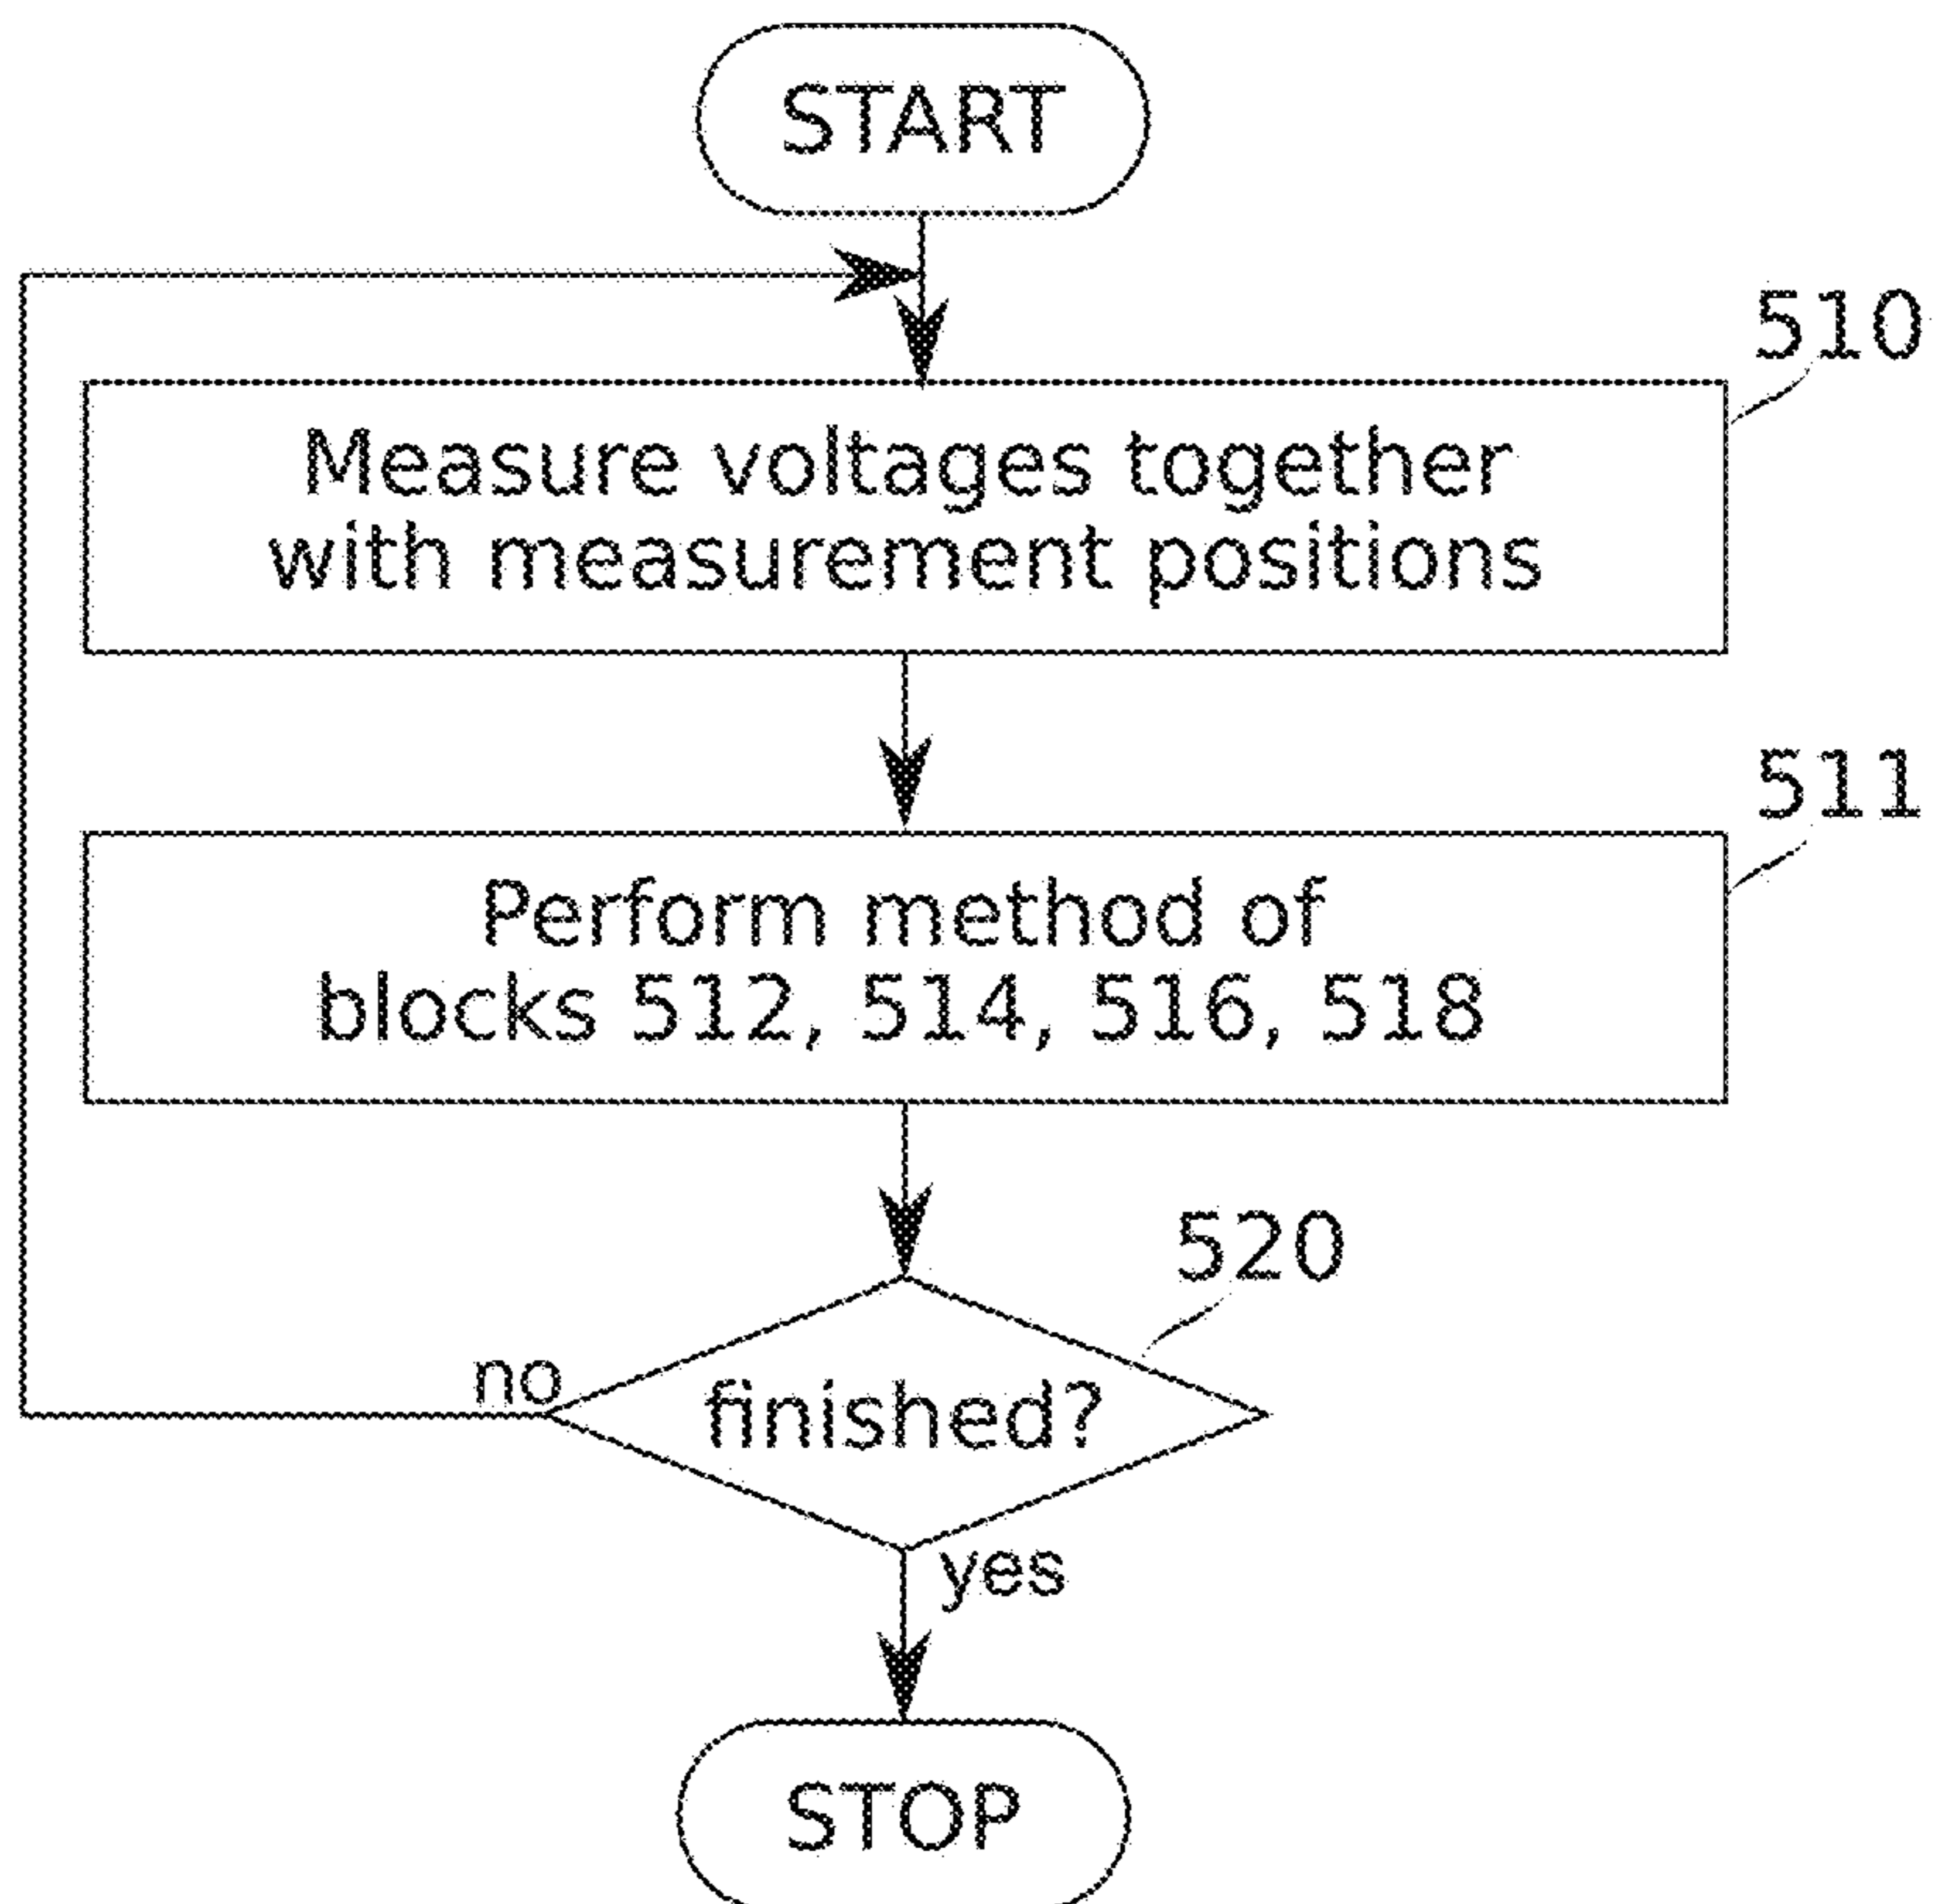 START
510
Measure voltages together
with measurement positions
511
Perform method of
blocks 512, 514, 516, 518
520
no
finished?
yes
STOP